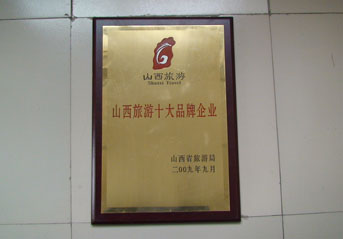 山西旅游
Shanxi Travel
山西旅游十大品牌企业
山西省旅游局
二00九年九月